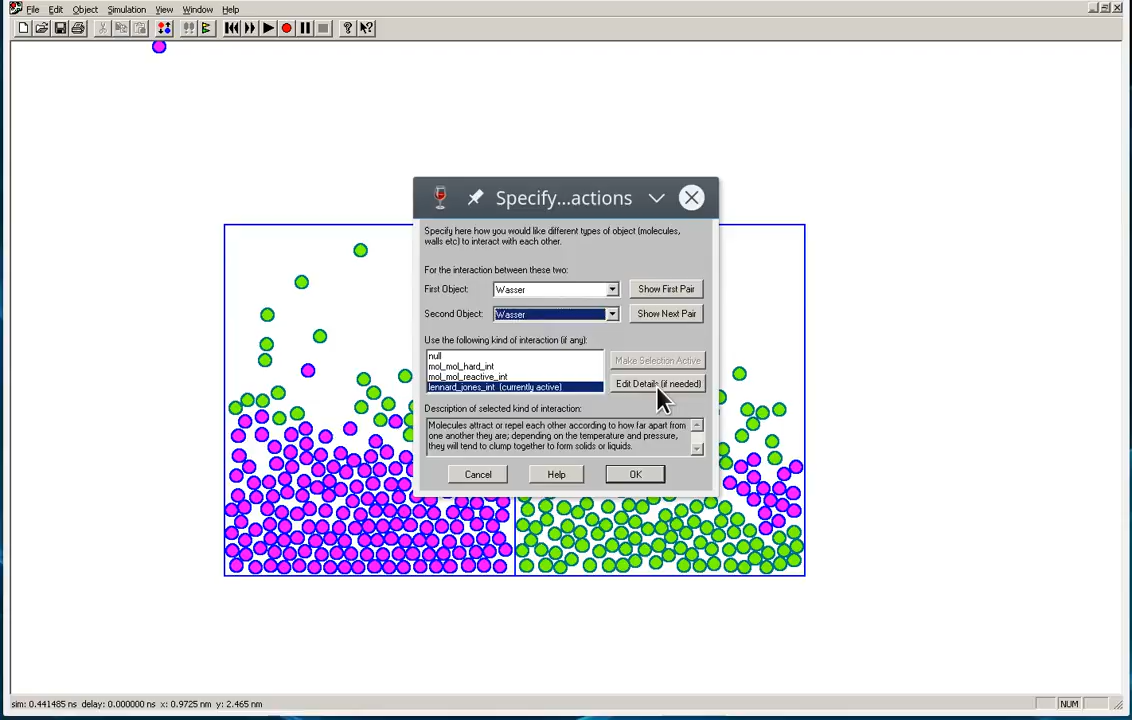 File Edit Object Simulation View Window Help
Specify...actions
Specify here how you would like different types of object (molecules,
walls etc) to interact with each other.
For the interaction between these two:
First Object: Wasser Show First Pair
Second Object: Wasser Show Next Pair
Use the following kind of interaction (if any):
null
mol_mol_hard_int
mol_mol_reactive_int
lennard_jones_int (currently active)
Make Selection Active
Edit Details (if needed)
Description of selected kind of interaction:
Molecules attract or repel each other according to how far apart from
one another they are; depending on the temperature and pressure,
they will tend to clump together to form solids or liquids.
Cancel Help OK
sim: 0.441485 ns delay: 0.000000 ns x: 0.9725 nm y: 2.465 nm NUM